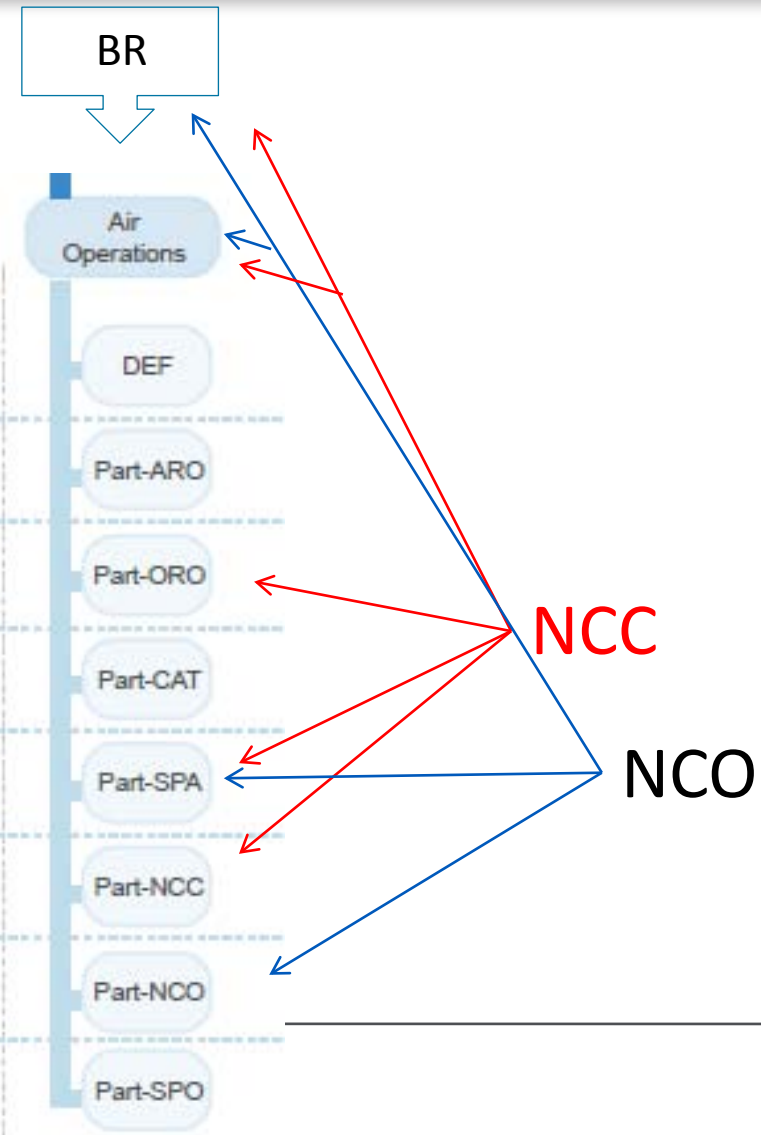 BR
Air
Operations
DEF
Part-ARO
Part-ORO
NCC
Part-CAT
Part-SPA
NCO
Part-NCC
Part-NCO
Part-SPO